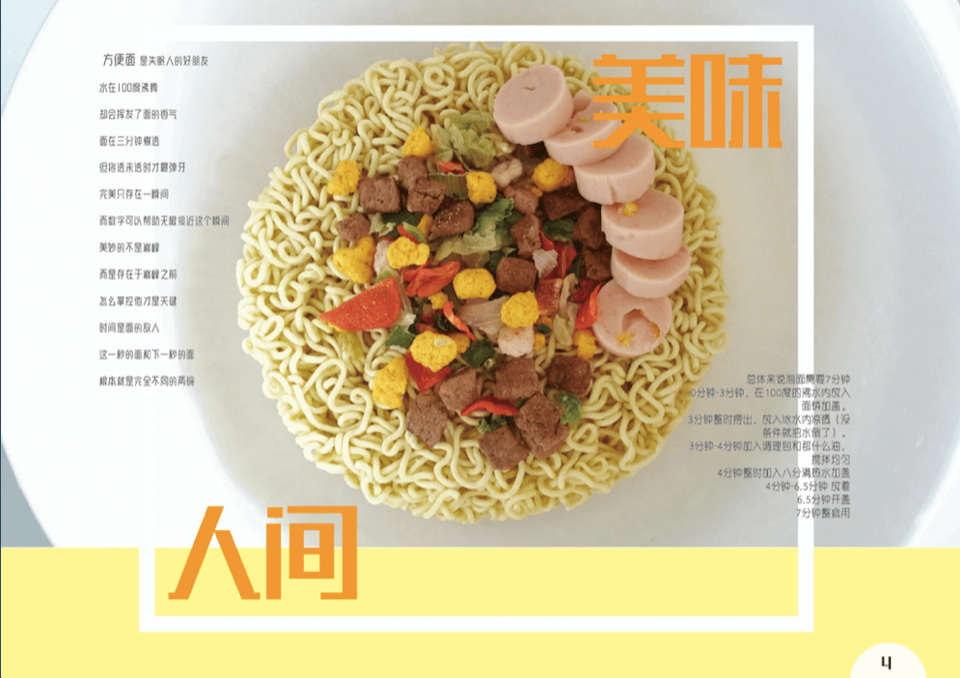 美味
方便面 是失眠人的好朋友
水在100度沸腾
却会挥发了面的香气
面在三分钟煮透
但将透未透时才最弹牙
完美只存在一瞬间
而数字可以帮助无限接近这个瞬间
美妙的不是巅峰
而是存在于巅峰之前
怎么掌控他才是关键
时间是面的敌人
这一秒的面和下一秒的面
根本就是完全不同的两碗
总体来说泡面需要7分钟
0分钟-3分钟，在100度的沸水内放入
面饼加盖。
3分钟整时捞出，放入冰水内凉透（没
条件就把水倒了）。
3分钟-4分钟加入调理包和那什么油，
搅拌均匀
4分钟整时加入八分满热水加盖
4分钟-6.5分钟 放着
6.5分钟开盖
7分钟整食用
人间
4